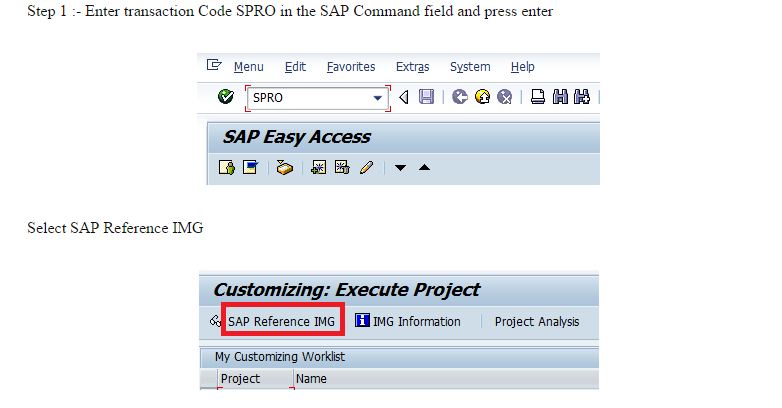 Step 1 :- Enter transaction Code SPRO in the SAP Command field and press enter
Menu Edit Favorites Extras System Help
SPRO
SAP Easy Access
Select SAP Reference IMG
Customizing: Execute Project
SAP Reference IMG IMG Information Project Analysis
My Customizing Worklist
Project Name